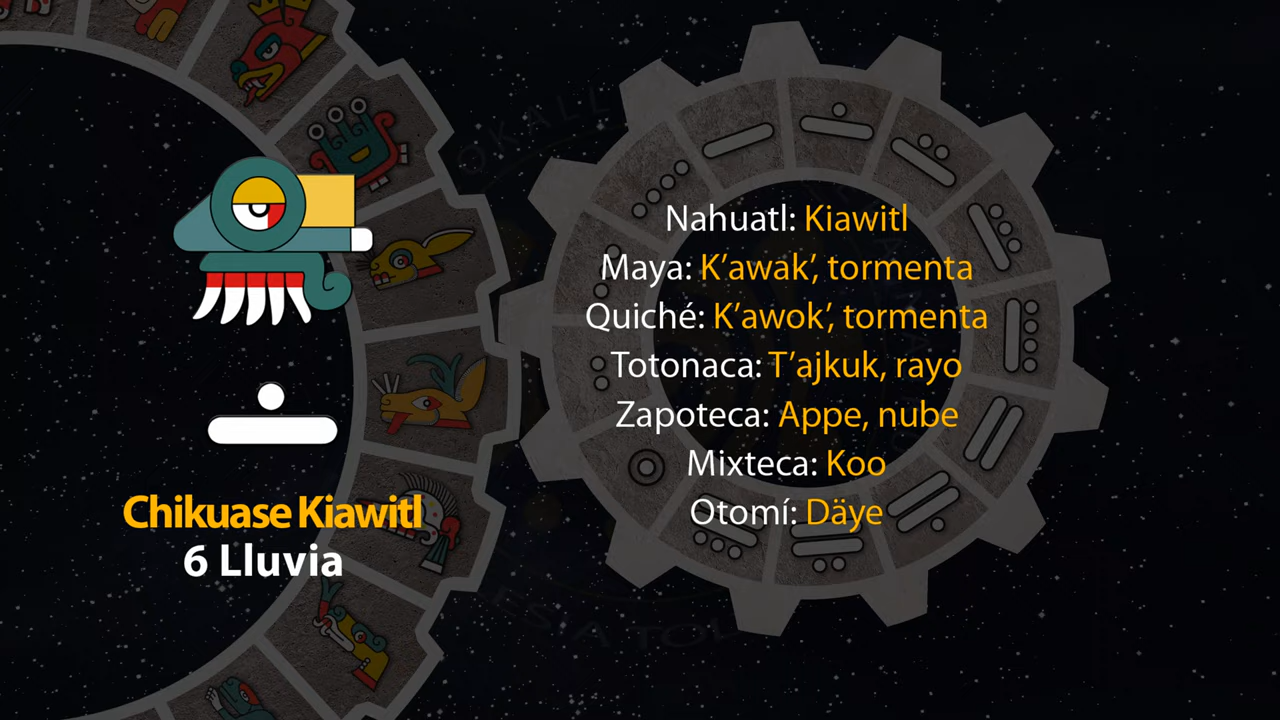 Nahuatl: Kiawitl
Maya: K’awak’, tormenta
Quiché: K’awok’, tormenta
Totonaca: T’ajkuk, rayo
Zapoteca: Appe, nube
Mixteca: Koo
Otomí: Däye
Chikuase Kiawitl
6 Lluvia